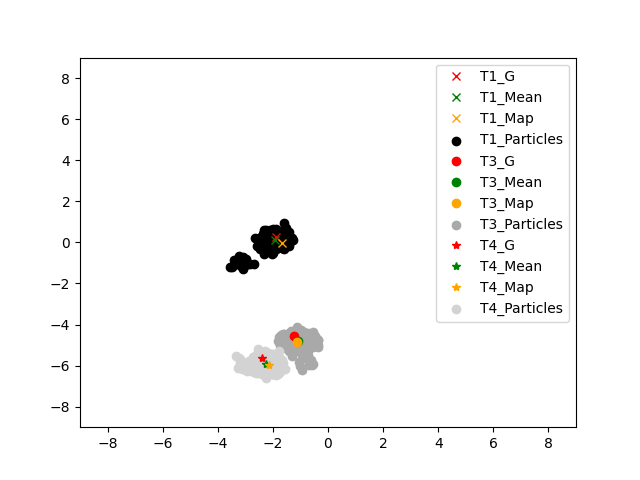 8
6
4
2
0
−2
−4
−6
−8
−8 −6 −4 −2 0 2 4 6 8
T1_G
T1_Mean
T1_Map
T1_Particles
T3_G
T3_Mean
T3_Map
T3_Particles
T4_G
T4_Mean
T4_Map
T4_Particles